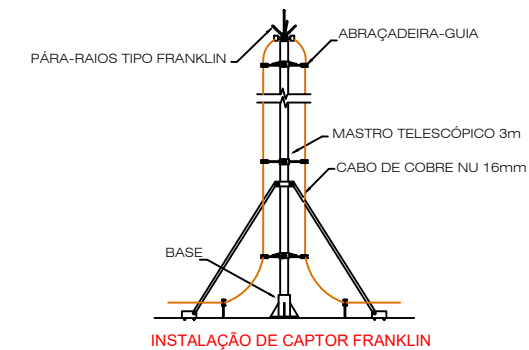 ABRAÇADEIRA-GUIA
PÁRA-RAIOS TIPO FRANKLIN
MASTRO TELESCÓPICO 3m
CABO DE COBRE NU 16mm
BASE
INSTALAÇÃO DE CAPTOR FRANKLIN